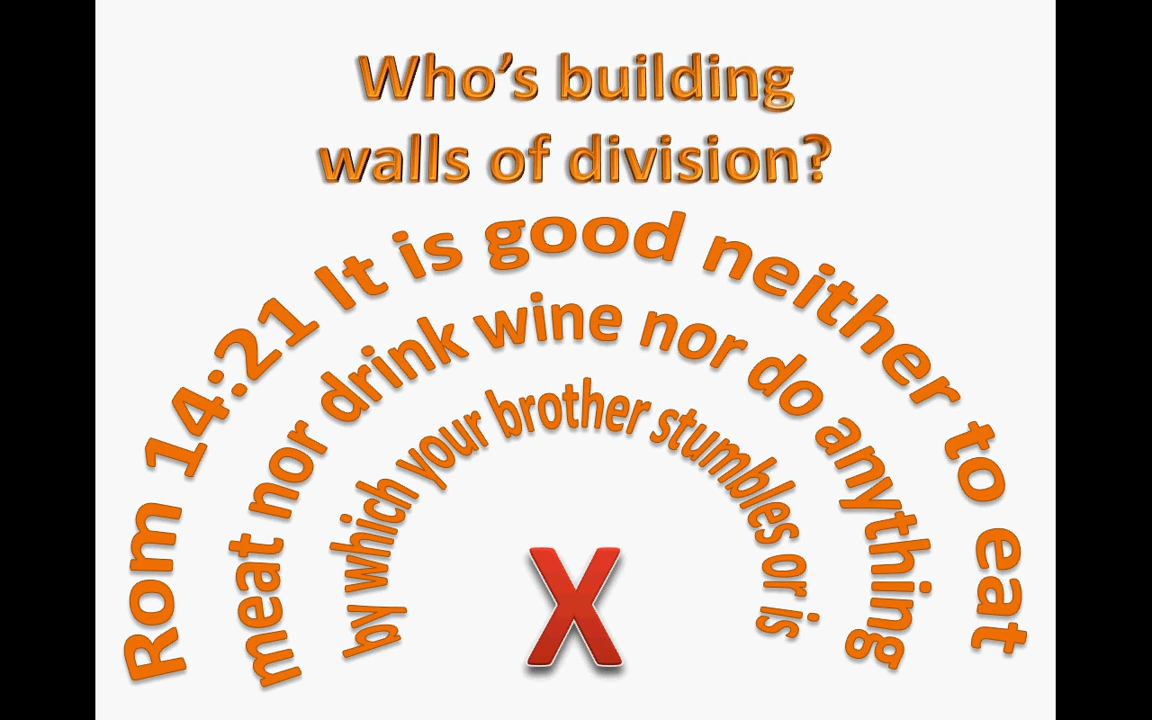 Who's building
walls of division?
Rom 14:21 It is good neither to eat
meat nor drink wine nor do anything
by which your brother stumbles or is
X